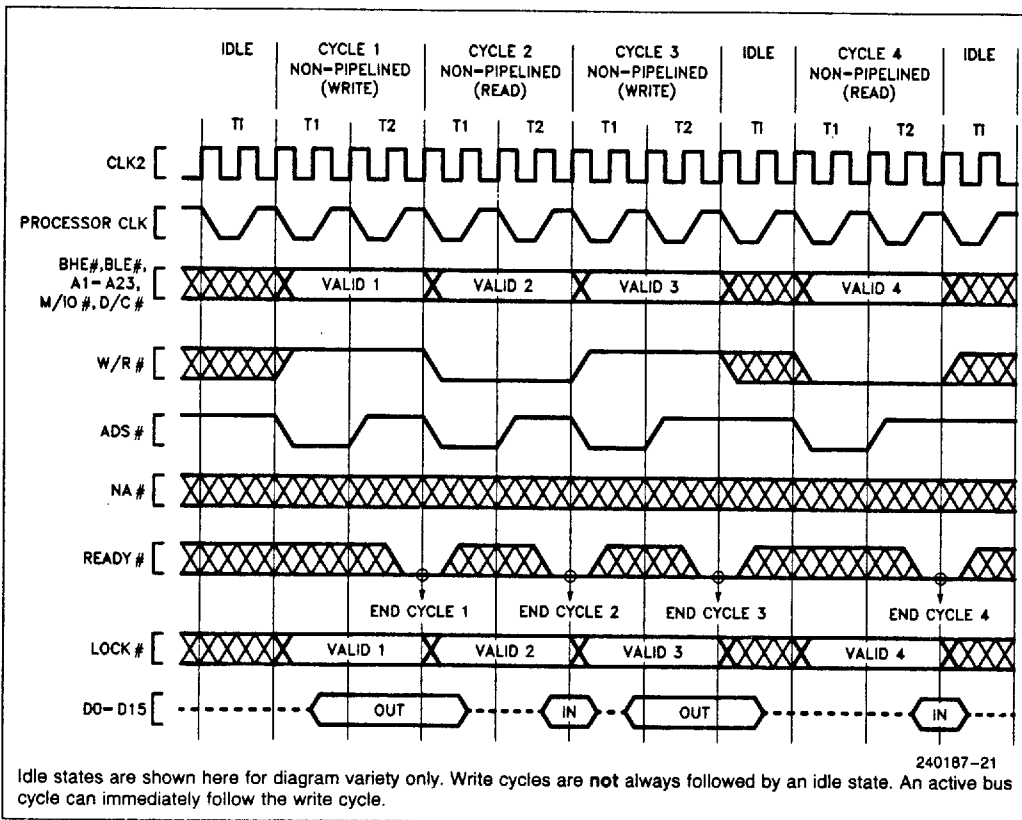 IDLE CYCLE 1 CYCLE 2 CYCLE 3 IDLE CYCLE 4 IDLE
NON-PIPELINED NON-PIPELINED NON-PIPELINED NON-PIPELINED
(WRITE) (READ) (WRITE) (READ)
TI T1 T2 T1 T2 T1 T2 TI T1 T2 TI
CLK2
PROCESSOR CLK
BHE#,BLE#,
A1-A23,
M/IO#,D/C#
VALID 1 VALID 2 VALID 3 VALID 4
W/R#
ADS#
NA#
READY#
END CYCLE 1 END CYCLE 2 END CYCLE 3 END CYCLE 4
LOCK# VALID 1 VALID 2 VALID 3 VALID 4
D0-D15 OUT IN OUT IN
240187-21
Idle states are shown here for diagram variety only. Write cycles are not always followed by an idle state. An active bus
cycle can immediately follow the write cycle.